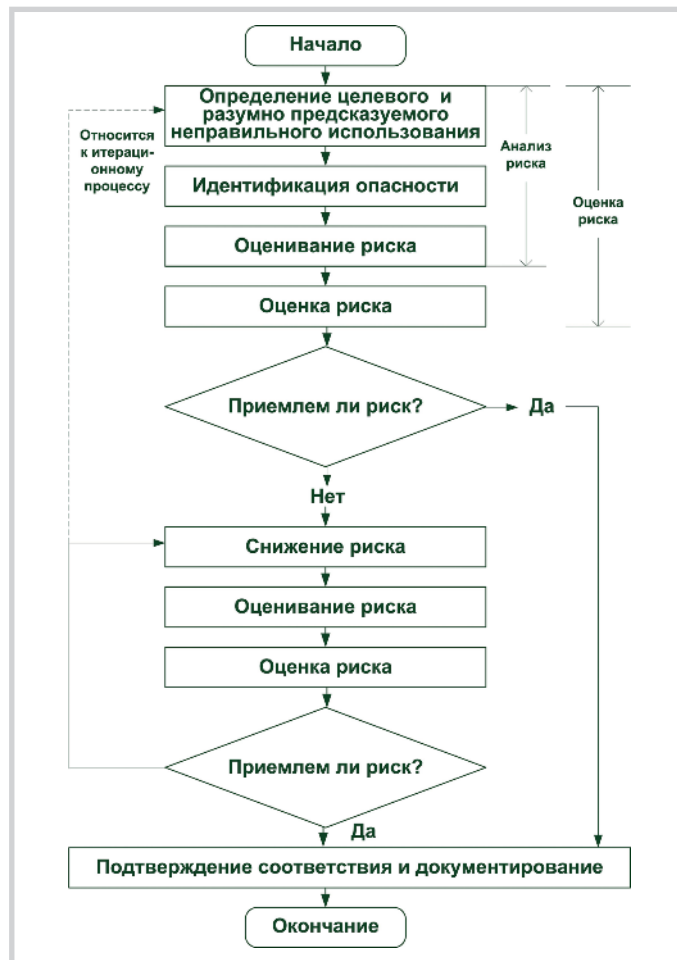 Начало
Определение целевого и
разумно предсказуемого
неправильного использования
Относится
к итераци-
онному
процессу
Анализ
риска
Оценка
риска
Идентификация опасности
Оценивание риска
Оценка риска
Приемлем ли риск?
Да
Нет
Снижение риска
Оценивание риска
Оценка риска
Приемлем ли риск?
Да
Подтверждение соответствия и документирование
Окончание